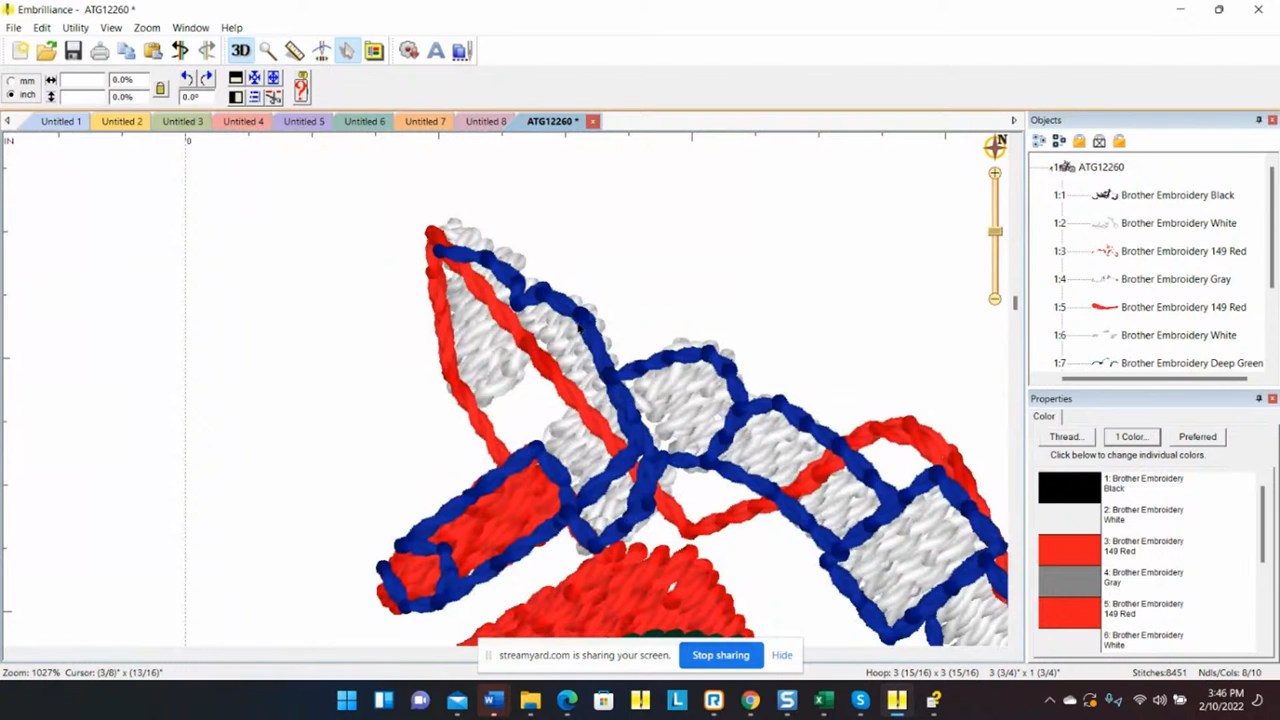 Embrilliance - ATG12260 *
File Edit Utility View Zoom Window Help
3D A
mm 0.0%
inch 0.0% 0.0° ?
Untitled 1 Untitled 2 Untitled 3 Untitled 4 Untitled 5 Untitled 6 Untitled 7 Untitled 8 ATG12260 * x
IN 0 N
Objects
1 ATG12260
1:1 Brother Embroidery Black
1:2 Brother Embroidery White
1:3 Brother Embroidery 149 Red
1:4 Brother Embroidery Gray
1:5 Brother Embroidery 149 Red
1:6 Brother Embroidery White
1:7 Brother Embroidery Deep Green
Properties
Color
Thread... 1 Color... Preferred
Click below to change individual colors.
1: Brother Embroidery
Black
2: Brother Embroidery
White
3: Brother Embroidery
149 Red
4: Brother Embroidery
Gray
5: Brother Embroidery
149 Red
6: Brother Embroidery
White
streamyard.com is sharing your screen. Stop sharing Hide
Zoom: 1027% Cursor: (3/8)" x (13/16)" Hoop: 3 (15/16) x 3 (15/16) 3 (3/4)" x 1 (3/4)" Stitches:8451 Ndls/Cols: 8/10
W L R S X S ?
3:46 PM
2/10/2022